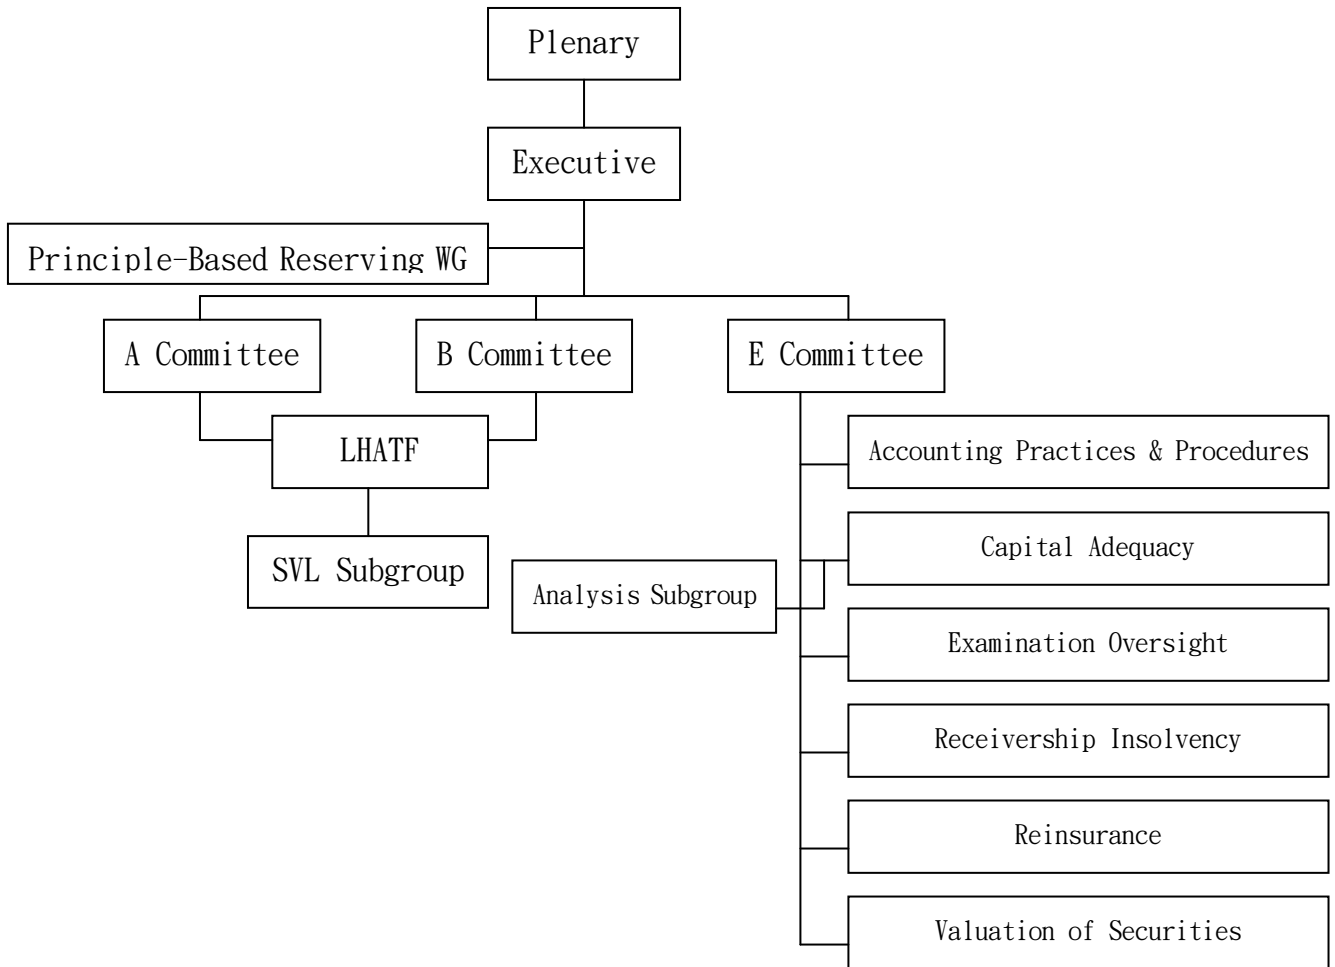 Plenary
Executive
Principle-Based Reserving WG
A Committee
B Committee
E Committee
LHATF
Accounting Practices & Procedures
SVL Subgroup
Capital Adequacy
Analysis Subgroup
Examination Oversight
Receivership Insolvency
Reinsurance
Valuation of Securities